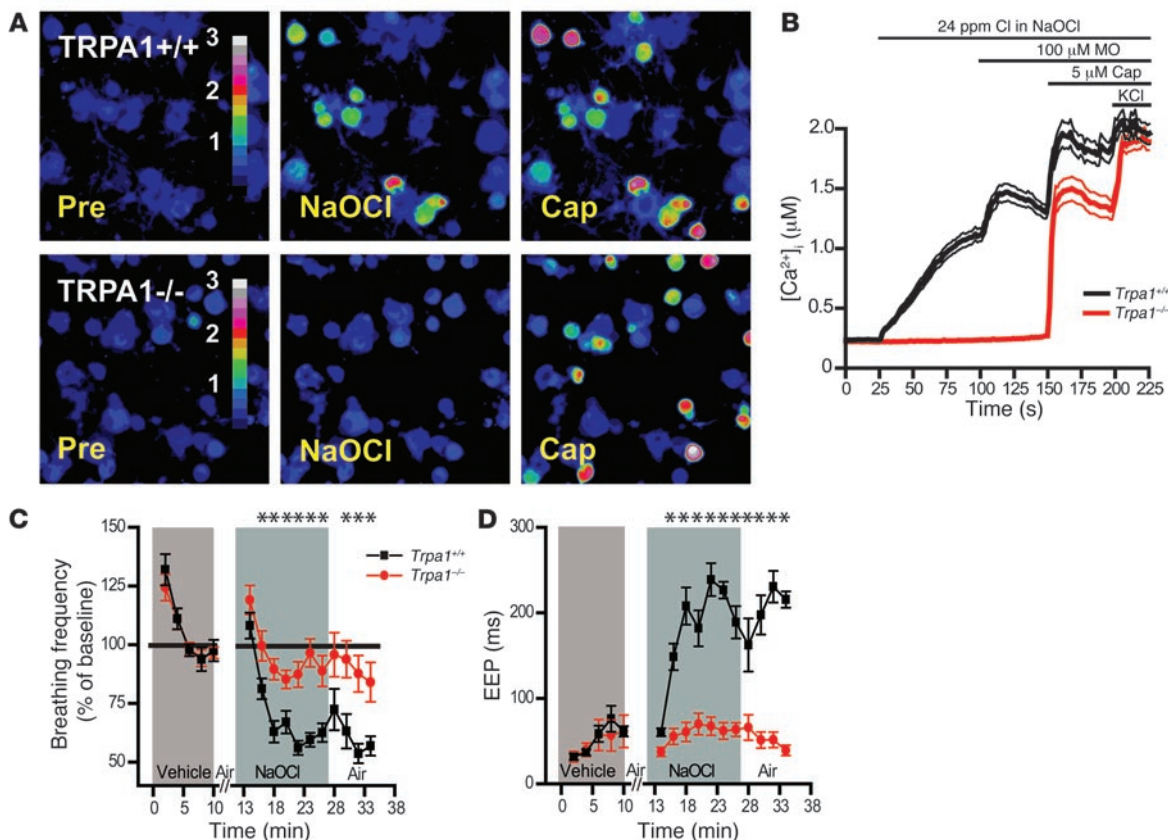 A
TRPA1+/+
3
2
1
Pre
NaOCl
Cap
TRPA1-/-
3
2
1
Pre
NaOCl
Cap
B
24 ppm Cl in NaOCl
100 μM MO
5 μM Cap
KCl
2.0
1.5
1.0
0.5
0
[Ca²⁺]ᵢ (μM)
Trpa1⁺/⁺
Trpa1⁻/⁻
0 25 50 75 100 125 150 175 200 225
Time (s)
C
****** ***
150
125
100
75
50
Breathing frequency
(% of baseline)
Trpa1⁺/⁺
Trpa1⁻/⁻
Vehicle Air NaOCl Air
0 5 10 13 18 23 28 33 38
Time (min)
D
**********
300
200
100
0
EEP
(ms)
Vehicle Air NaOCl Air
0 5 10 13 18 23 28 33 38
Time (min)